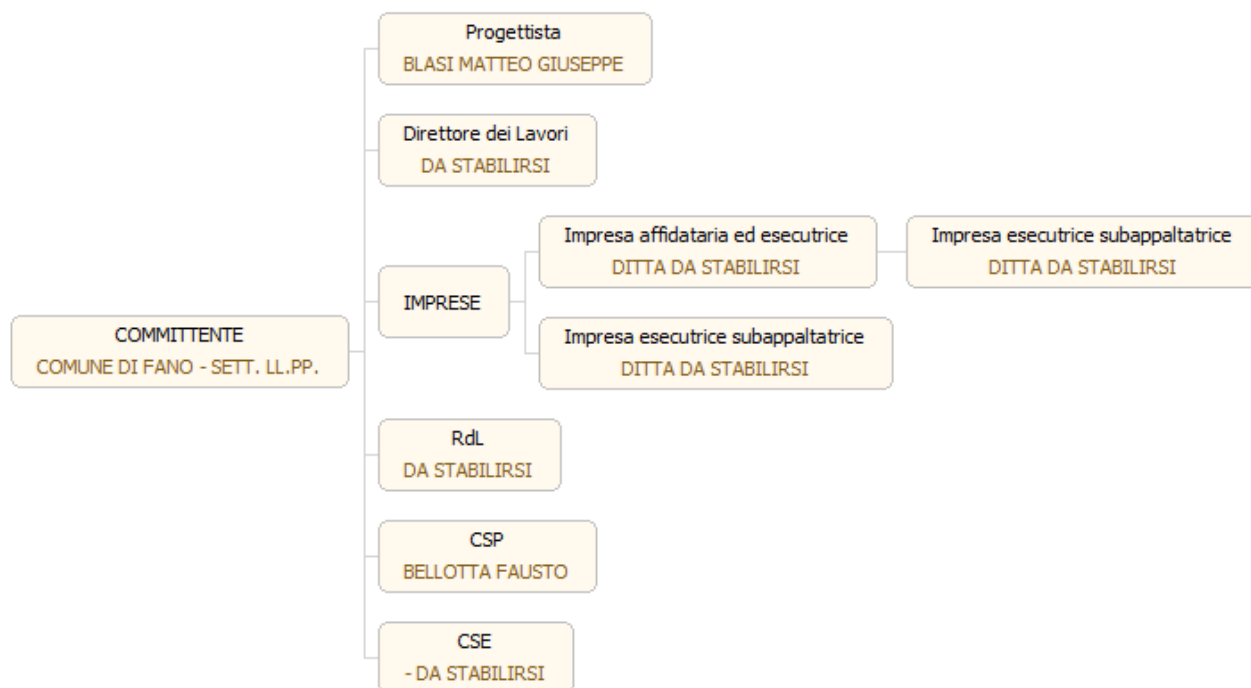 Progettista
BLASI MATTEO GIUSEPPE
Direttore dei Lavori
DA STABILIRSI
Impresa affidataria ed esecutrice
DITTA DA STABILIRSI
Impresa esecutrice subappaltatrice
DITTA DA STABILIRSI
IMPRESE
Impresa esecutrice subappaltatrice
DITTA DA STABILIRSI
COMMITTENTE
COMUNE DI FANO - SETT. LL.PP.
RdL
DA STABILIRSI
CSP
BELLOTTA FAUSTO
CSE
- DA STABILIRSI